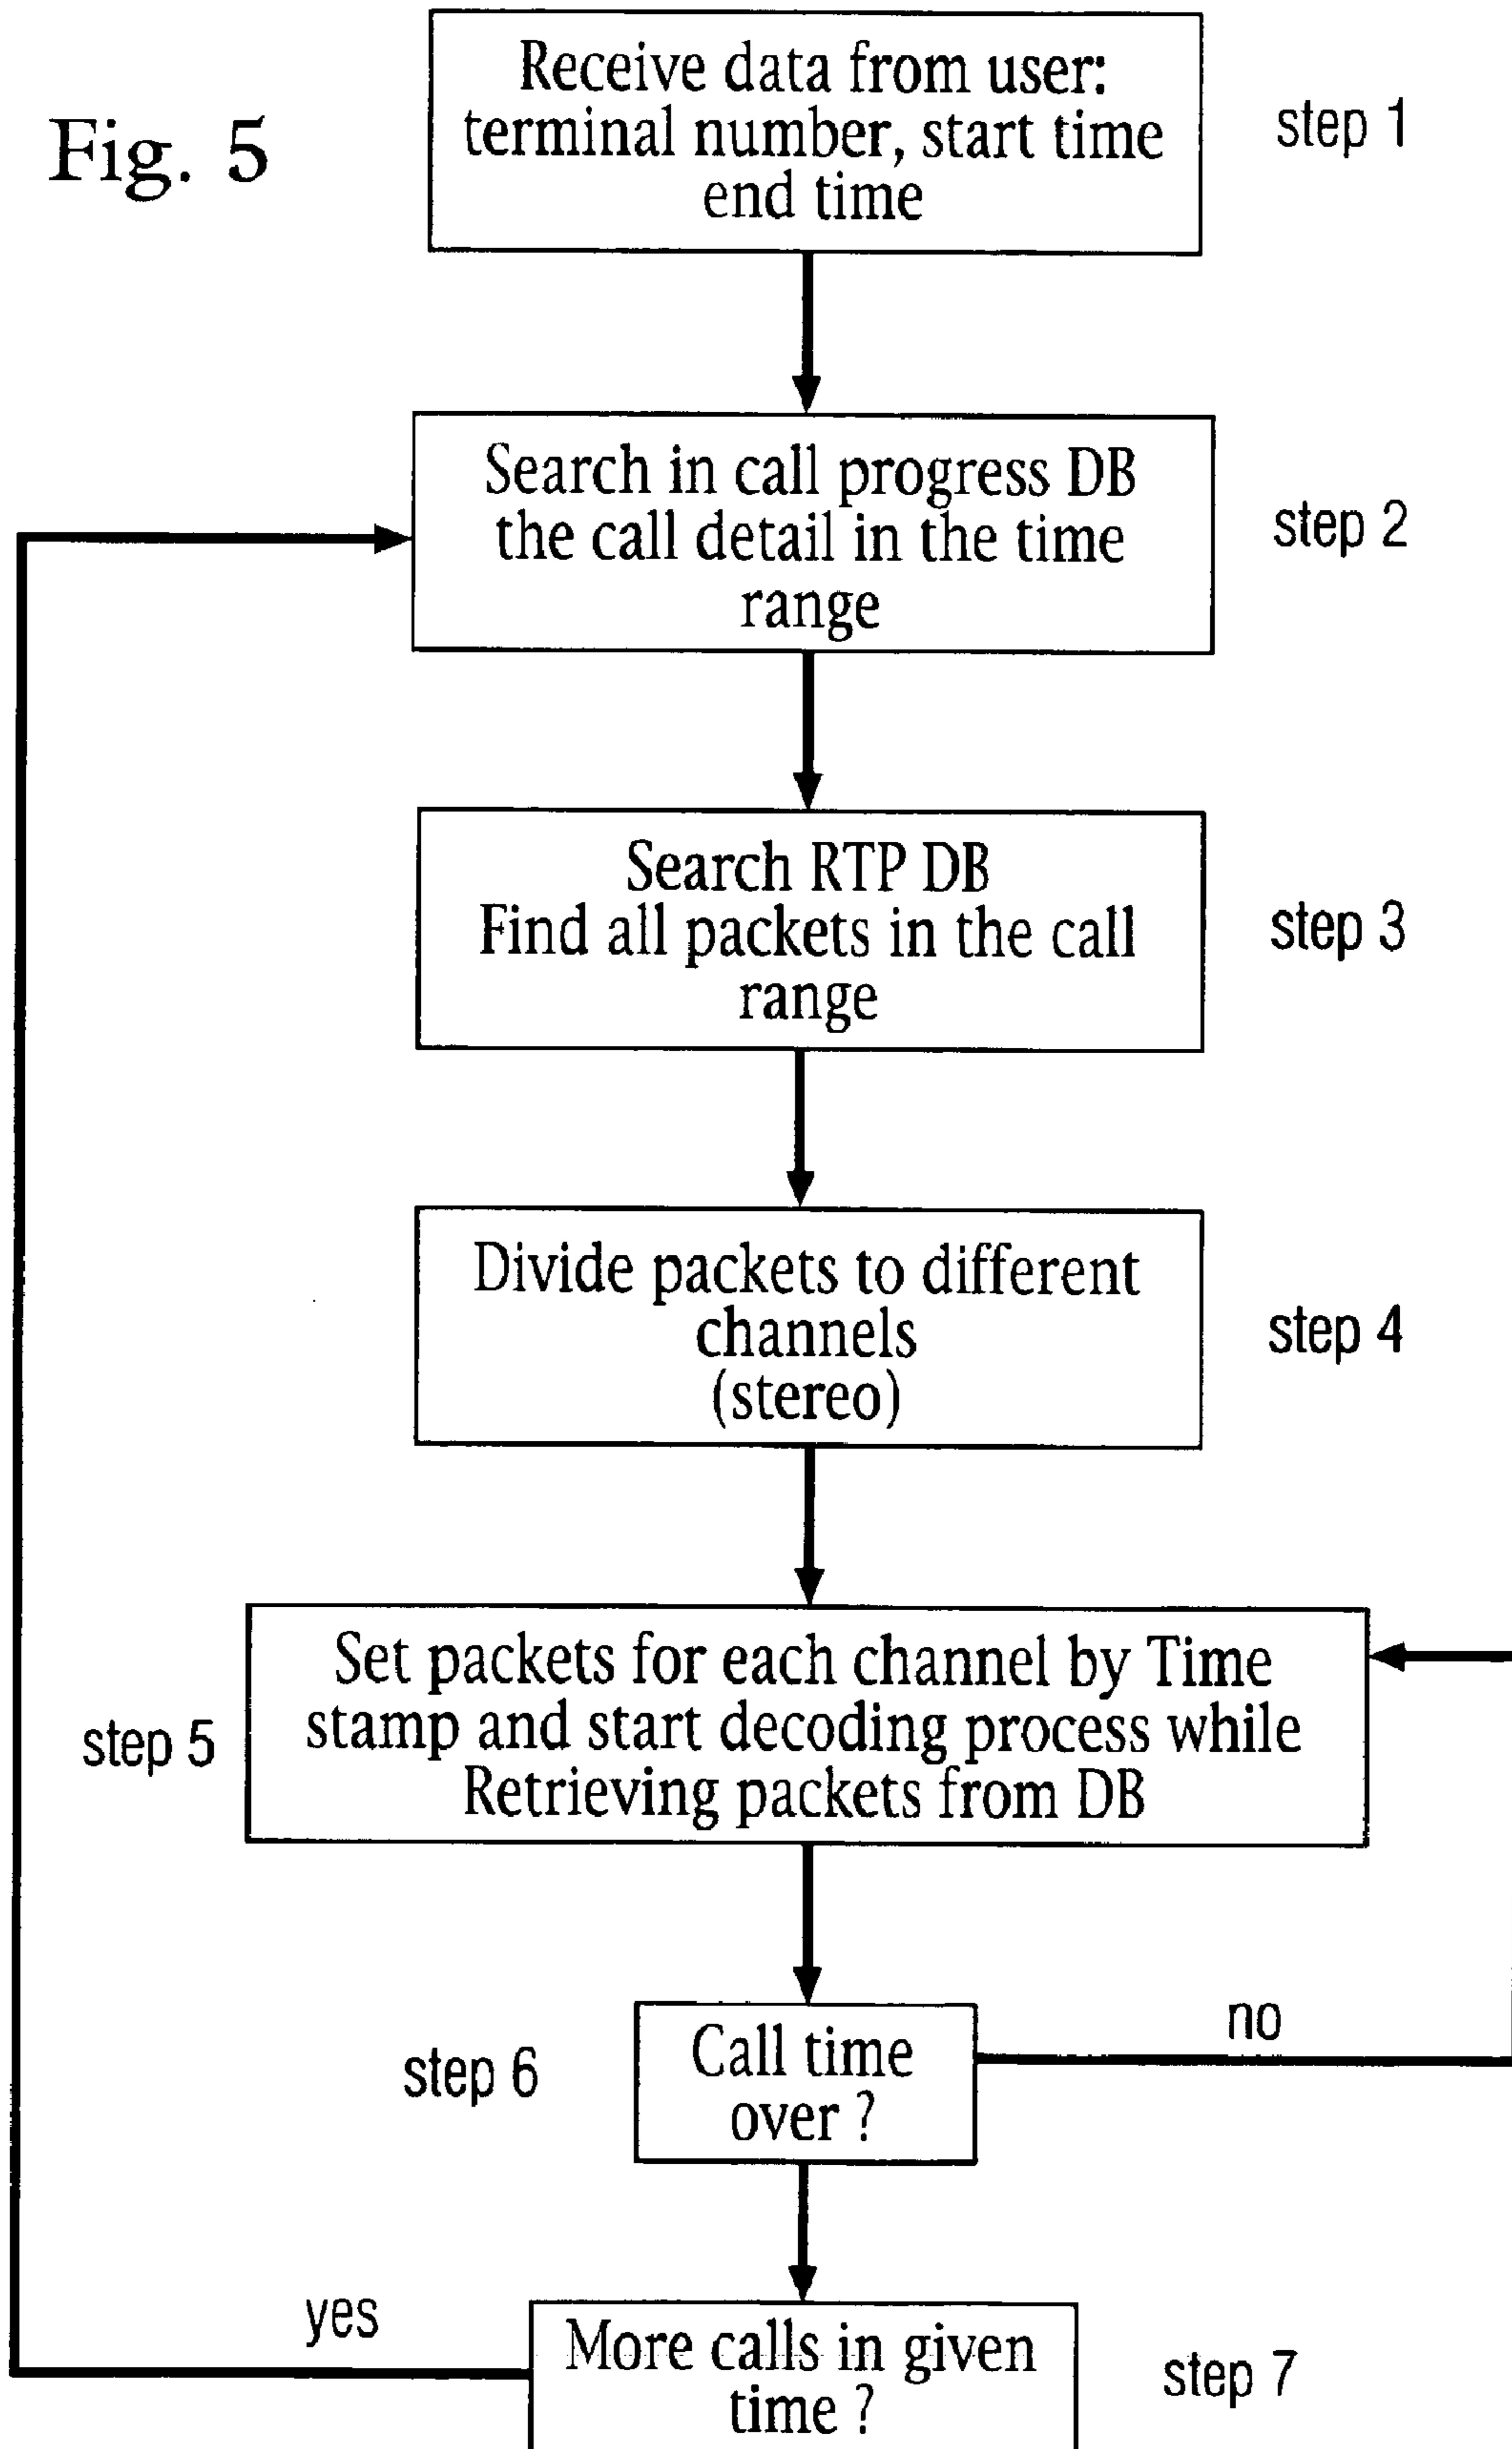 Fig. 5
Receive data from user:
terminal number, start time
end time
step 1
Search in call progress DB
the call detail in the time
range
step 2
Search RTP DB
Find all packets in the call
range
step 3
Divide packets to different
channels
(stereo)
step 4
Set packets for each channel by Time
stamp and start decoding process while
Retrieving packets from DB
step 5
Call time
over ?
step 6
no
More calls in given
time ?
step 7
yes